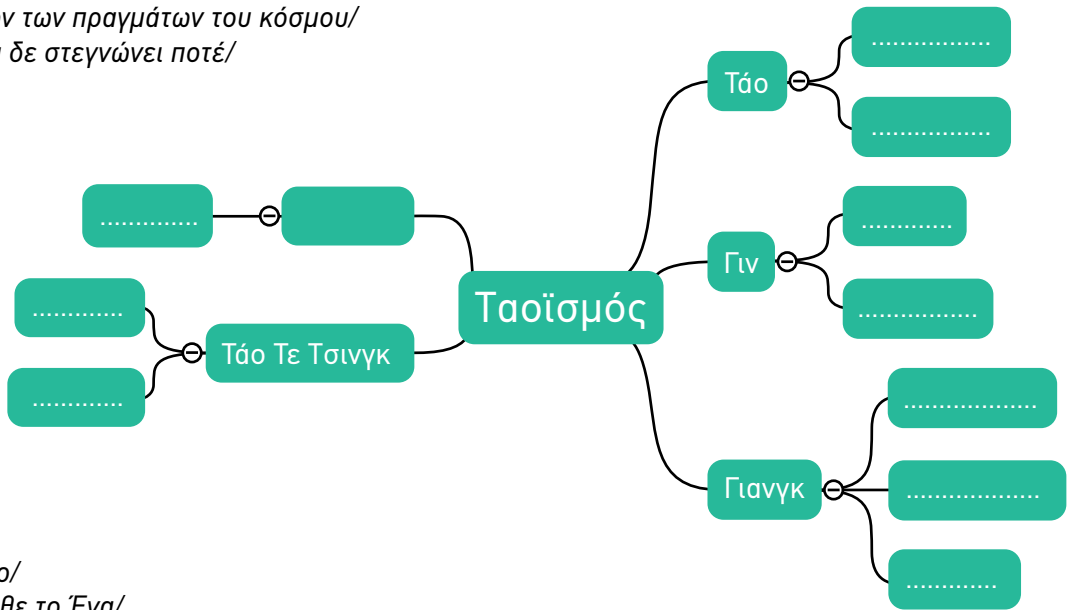 ν των πραγμάτων του κόσμου/
δε στεγνώνει ποτέ/
Τάο
.................
.................
..............
Γιν
.............
.................
Ταοϊσμός
.............
Τάο Τε Τσινγκ
.............
Γιανγκ
...................
...................
.............
ο/
θε το Ένα/